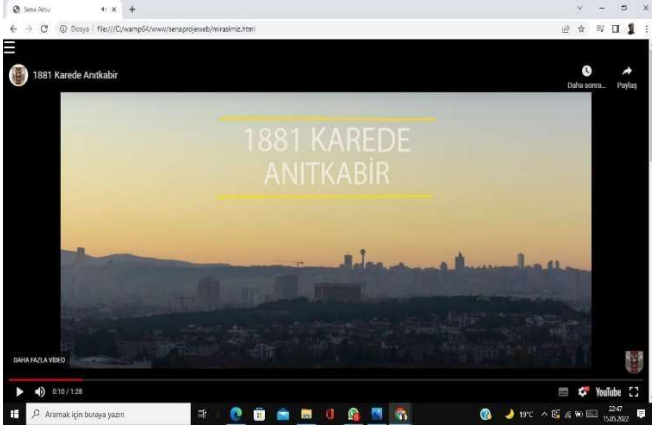 Sena Aksu
Dosya | file:///C:/wamp64/www/senaprojeweb/mirasimiz.html
1881 Karede Anıtkabir
Daha sonra...
Paylaş
1881 KAREDE
ANITKABİR
DAHA FAZLA VİDEO
0:10 / 1:28
YouTube
Aramak için buraya yazın
19°C
22:47
15.05.2022